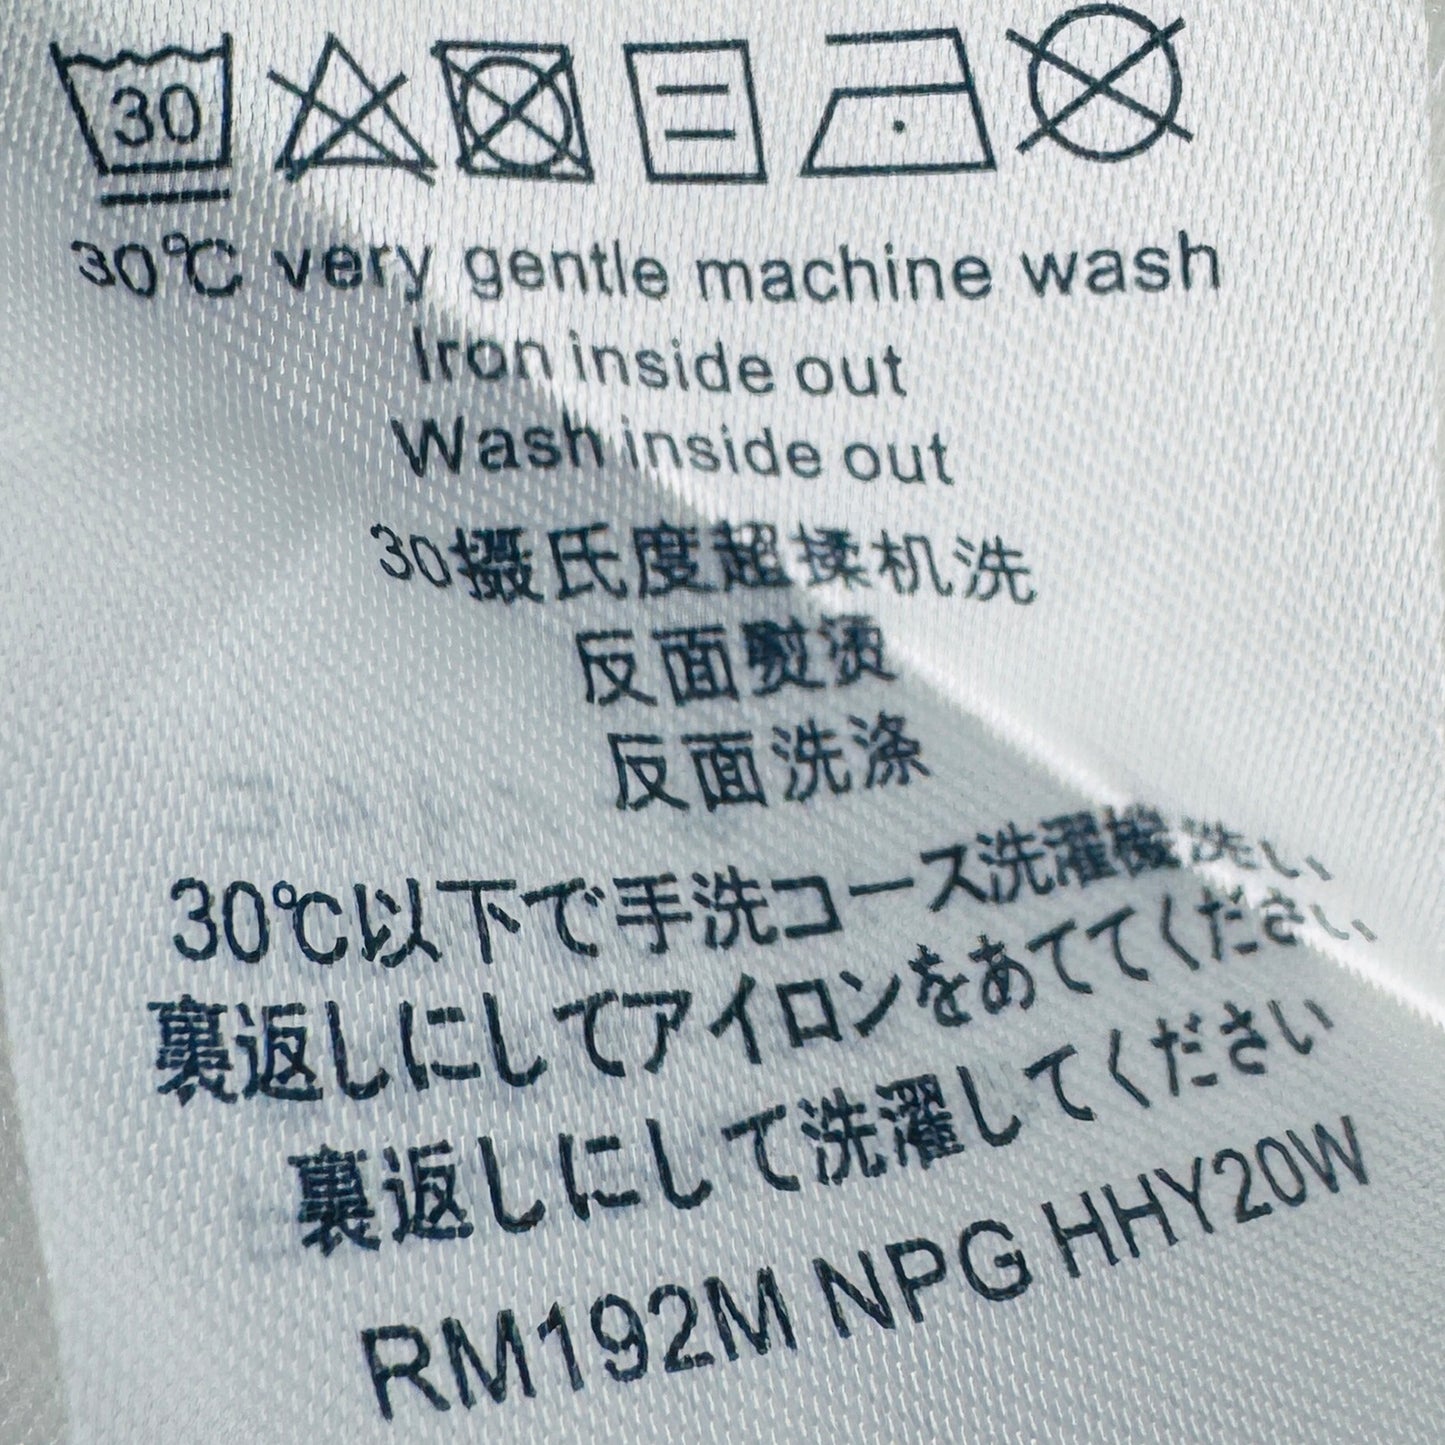 30
30℃ very gentle machine wash
Iron inside out
Wash inside out
30摄氏度超揉机洗
反面熨烫
反面洗涤
30℃以下で手洗コース洗濯機洗い、
裏返しにしてアイロンをあててください、
裏返しにして洗濯してください
RM192M NPG HHY20W